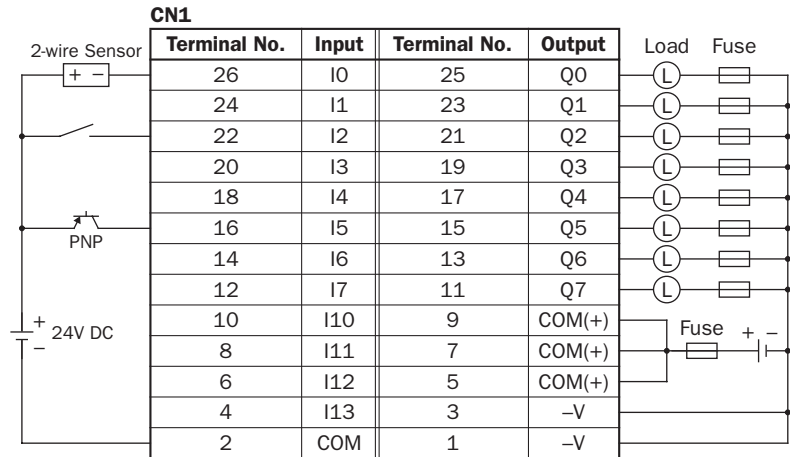 CN1
2-wire Sensor Terminal No. Input Terminal No. Output Load Fuse
+ − 26 I0 25 Q0 L
24 I1 23 Q1 L
22 I2 21 Q2 L
20 I3 19 Q3 L
18 I4 17 Q4 L
16 I5 15 Q5 L
PNP
14 I6 13 Q6 L
12 I7 11 Q7 L
+ 24V DC − 10 I10 9 COM(+)
8 I11 7 COM(+) Fuse + −
6 I12 5 COM(+)
4 I13 3 –V
2 COM 1 –V